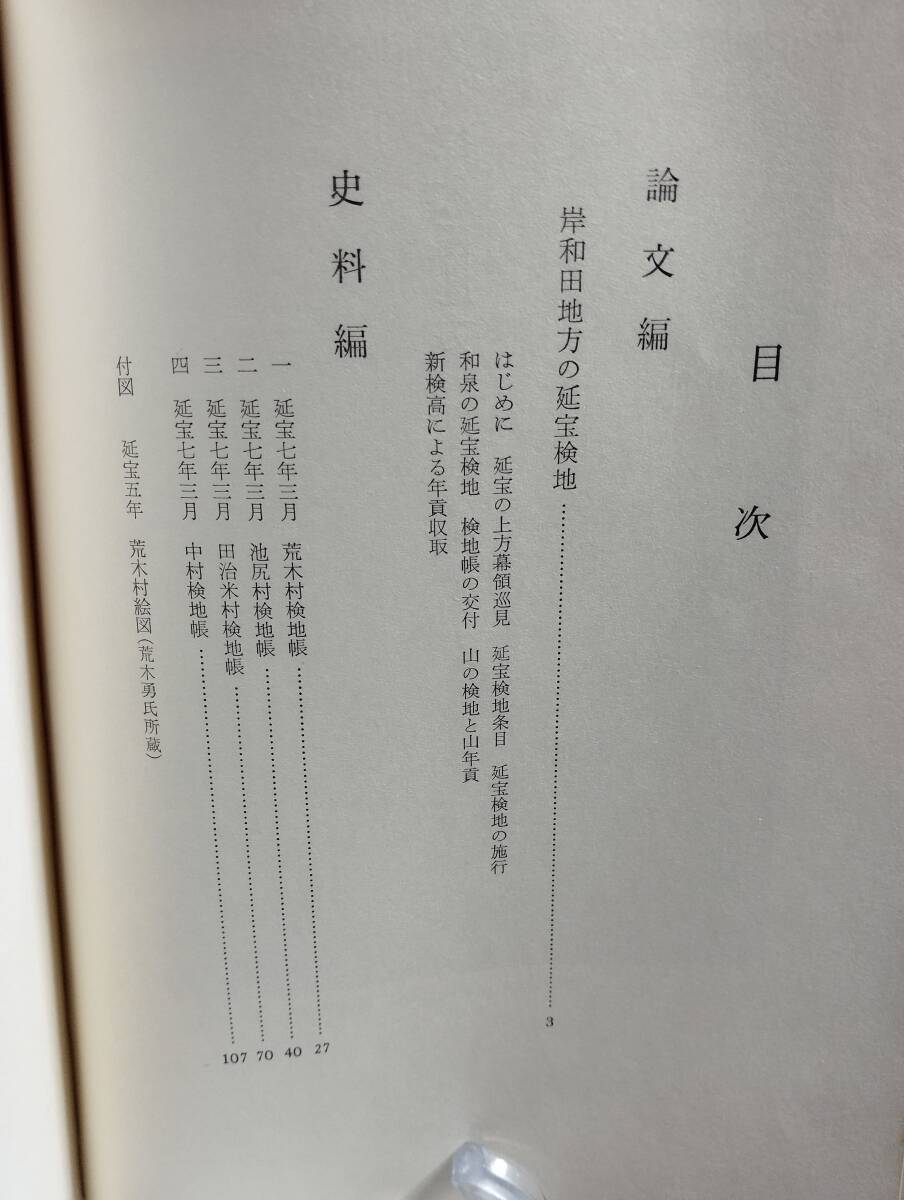 目次
論文編
岸和田地方の延宝検地……………………3
はじめに　延宝の上方幕領巡見　延宝検地条目　延宝検地の施行
和泉の延宝検地　検地帳の交付　山の検地と山年貢
新検高による年貢収取
史料編
一　延宝七年三月　荒木村検地帳……………………27
二　延宝七年三月　池尻村検地帳……………………40
三　延宝七年三月　田治米村検地帳……………………70
四　延宝七年三月　中村検地帳……………………107
付図　延宝五年　荒木村絵図（荒木勇氏所蔵）